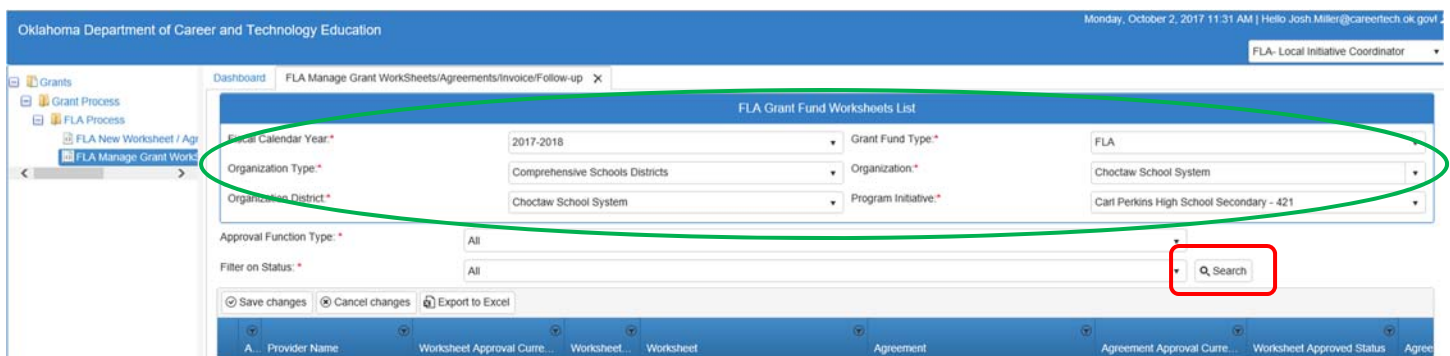 Monday, October 2, 2017 11:31 AM | Hello Josh.Miller@careertech.ok.gov!
Oklahoma Department of Career and Technology Education
FLA- Local Initiative Coordinator
Grants
Grant Process
FLA Process
FLA New Worksheet / Agr
FLA Manage Grant Works
Dashboard FLA Manage Grant WorkSheets/Agreements/Invoice/Follow-up X
FLA Grant Fund Worksheets List
Fiscal Calendar Year:* 2017-2018 Grant Fund Type:* FLA
Organization Type:* Comprehensive Schools Districts Organization:* Choctaw School System
Organization District:* Choctaw School System Program Initiative:* Carl Perkins High School Secondary - 421
Approval Function Type: * All
Filter on Status: * All Search
Save changes Cancel changes Export to Excel
A... Provider Name Worksheet Approval Curre... Worksheet... Worksheet Agreement Agreement Approval Curre... Worksheet Approved Status Agree